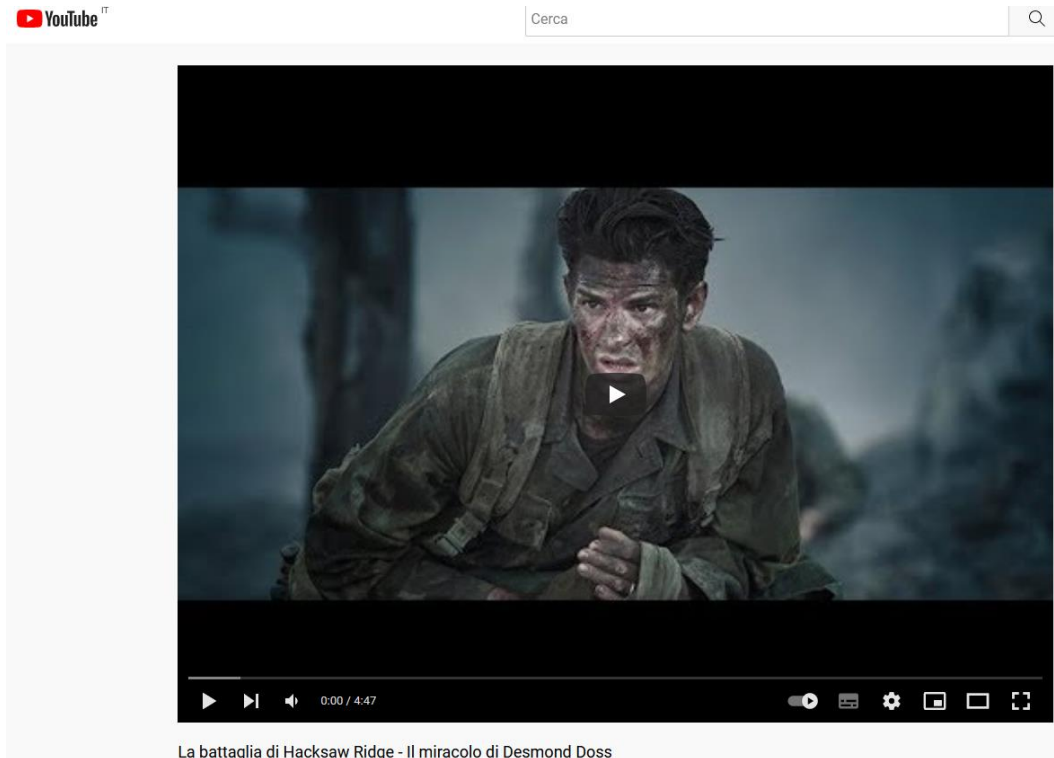 YouTube IT
Cerca
0:00 / 4:47
La battaglia di Hacksaw Ridge - Il miracolo di Desmond Doss